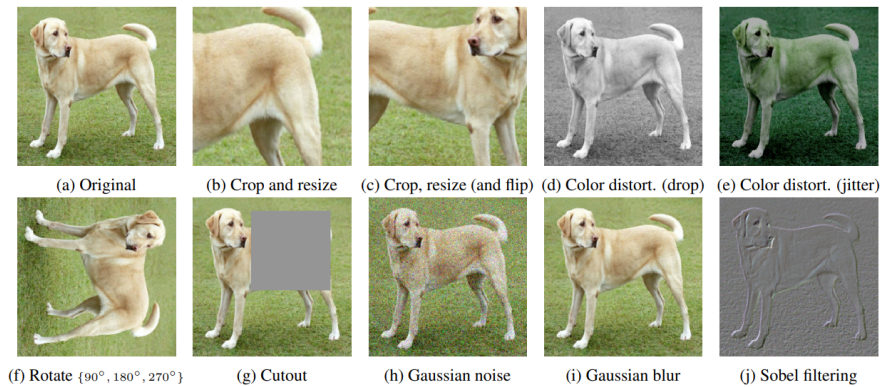 (a) Original
(b) Crop and resize
(c) Crop, resize (and flip)
(d) Color distort. (drop)
(e) Color distort. (jitter)
(f) Rotate {90°, 180°, 270°}
(g) Cutout
(h) Gaussian noise
(i) Gaussian blur
(j) Sobel filtering